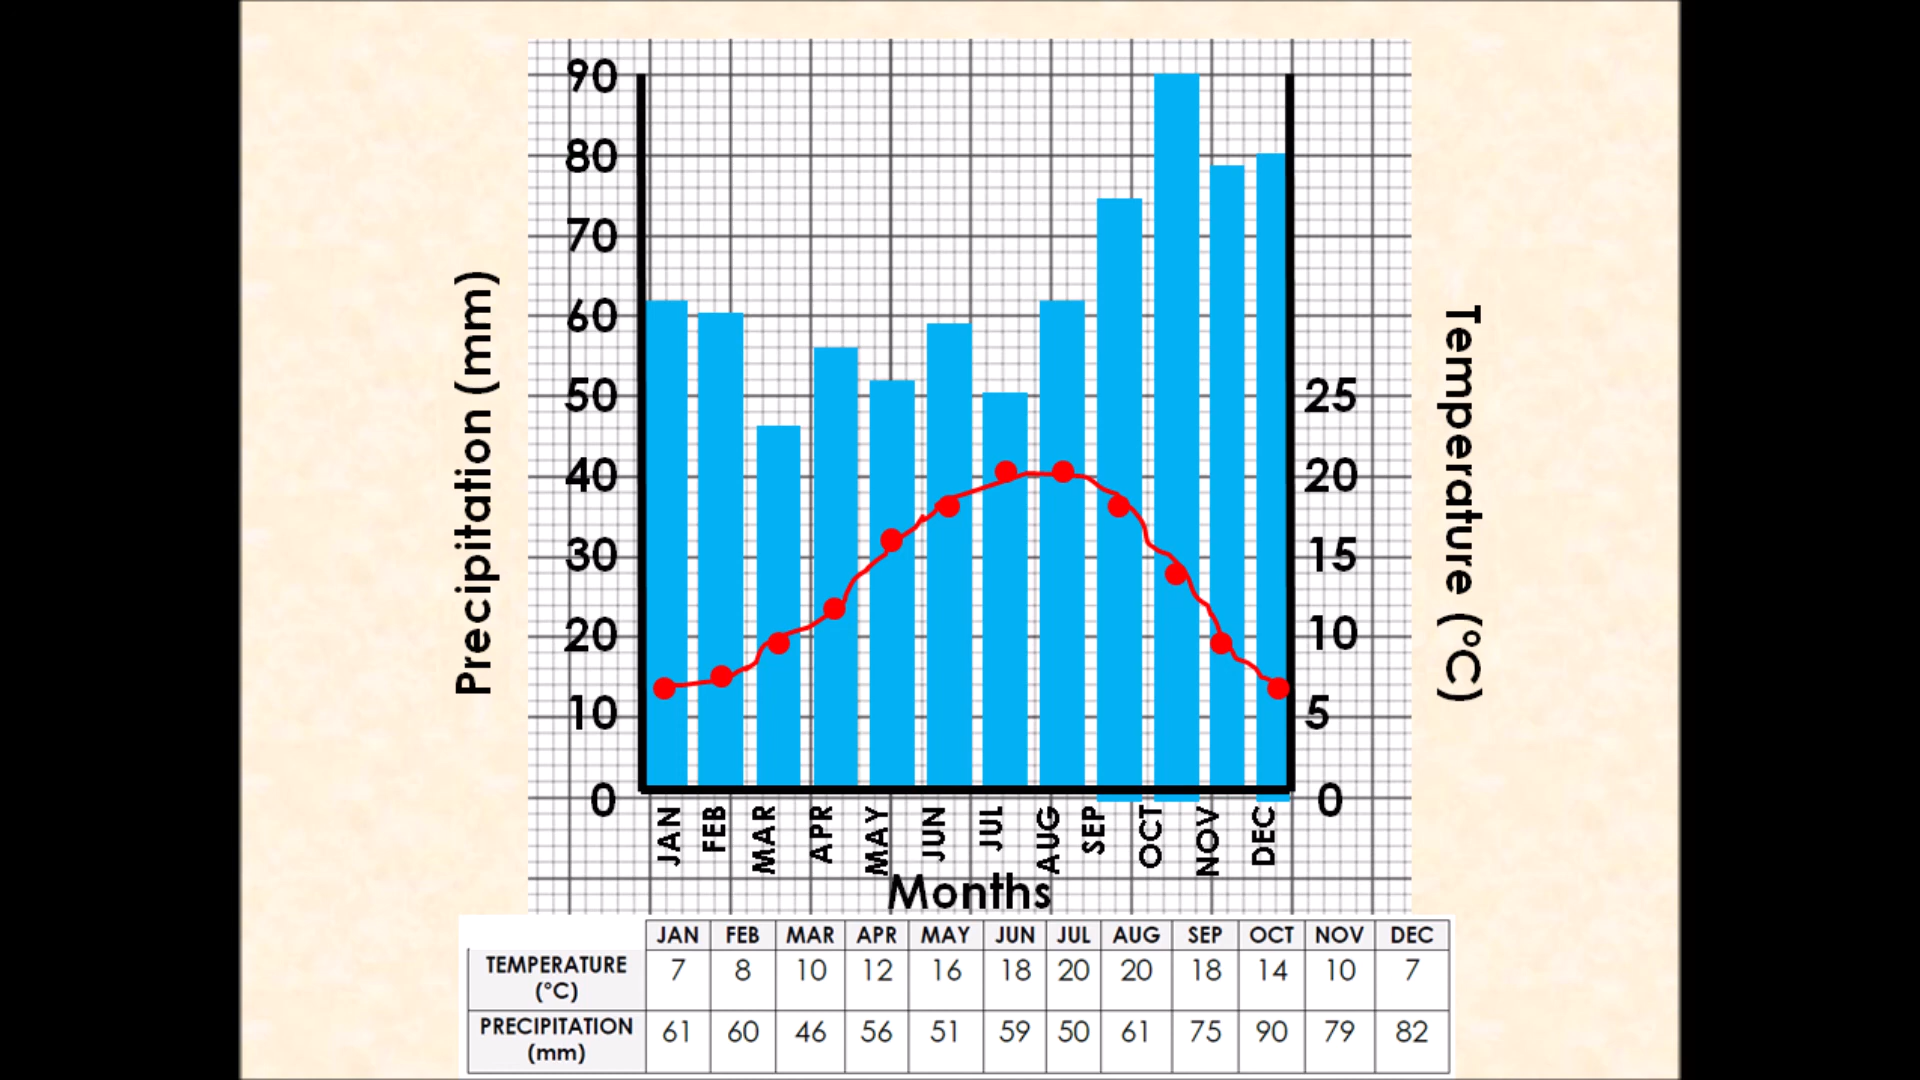 90
80
70
60
50
40
30
20
10
0
Precipitation (mm)
25
20
15
10
5
0
Temperature (°C)
JAN FEB MAR APR MAY JUN JUL AUG SEP OCT NOV DEC
Months
JAN FEB MAR APR MAY JUN JUL AUG SEP OCT NOV DEC
TEMPERATURE (°C) 7 8 10 12 16 18 20 20 18 14 10 7
PRECIPITATION (mm) 61 60 46 56 51 59 50 61 75 90 79 82